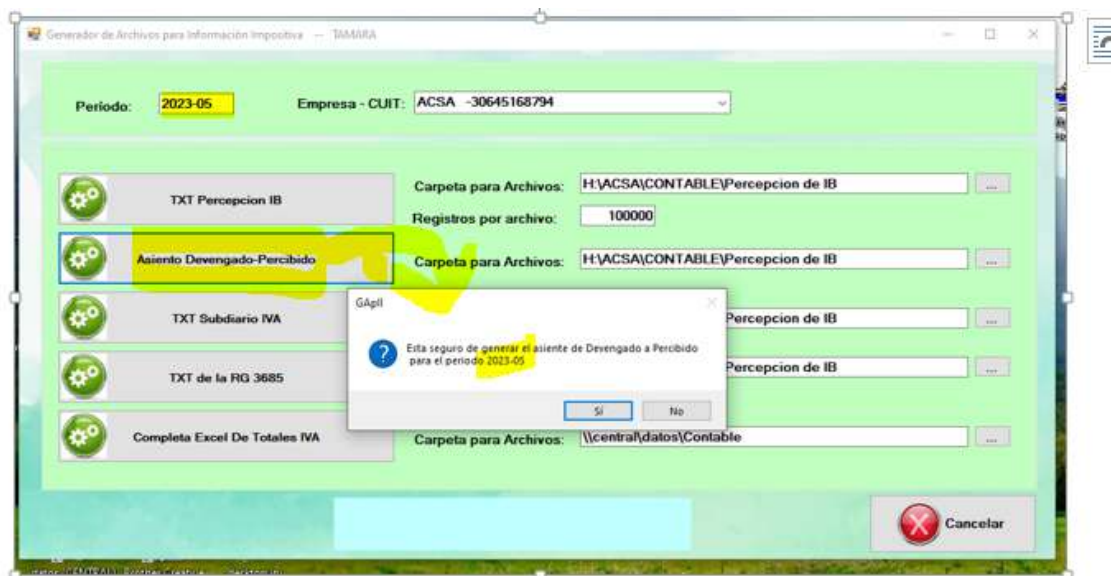 Generador de Archivos para Información Impositiva -- TAMARA
Periodo: 2023-05 Empresa - CUIT: ACSA -30645168794
TXT Percepcion IB
Carpeta para Archivos: H:\ACSA\CONTABLE\Percepcion de IB ...
Registros por archivo: 100000
Asiento Devengado-Percibido
Carpeta para Archivos: H:\ACSA\CONTABLE\Percepcion de IB ...
TXT Subdiario IVA
Percepcion de IB ...
TXT de la RG 3685
Percepcion de IB ...
GApII
Esta seguro de generar el asiente de Devengado a Percibido
para el periodo 2023-05
Sí No
Completa Excel De Totales IVA
Carpeta para Archivos: \\central\datos\Contable ...
Cancelar